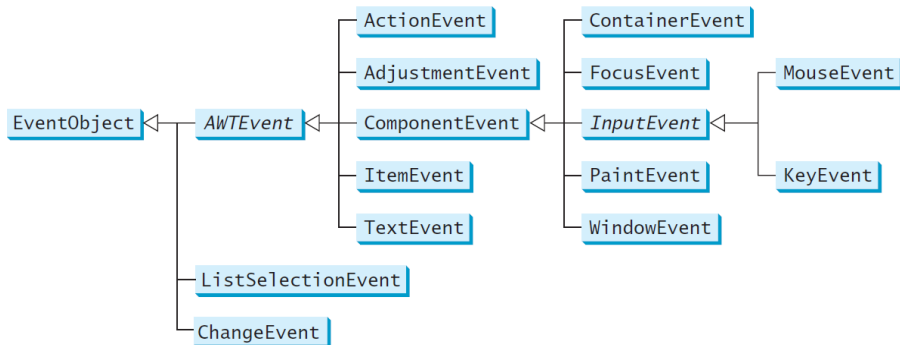 ActionEvent
ContainerEvent
AdjustmentEvent
FocusEvent
MouseEvent
EventObject
AWTEvent
ComponentEvent
InputEvent
ItemEvent
PaintEvent
KeyEvent
TextEvent
WindowEvent
ListSelectionEvent
ChangeEvent